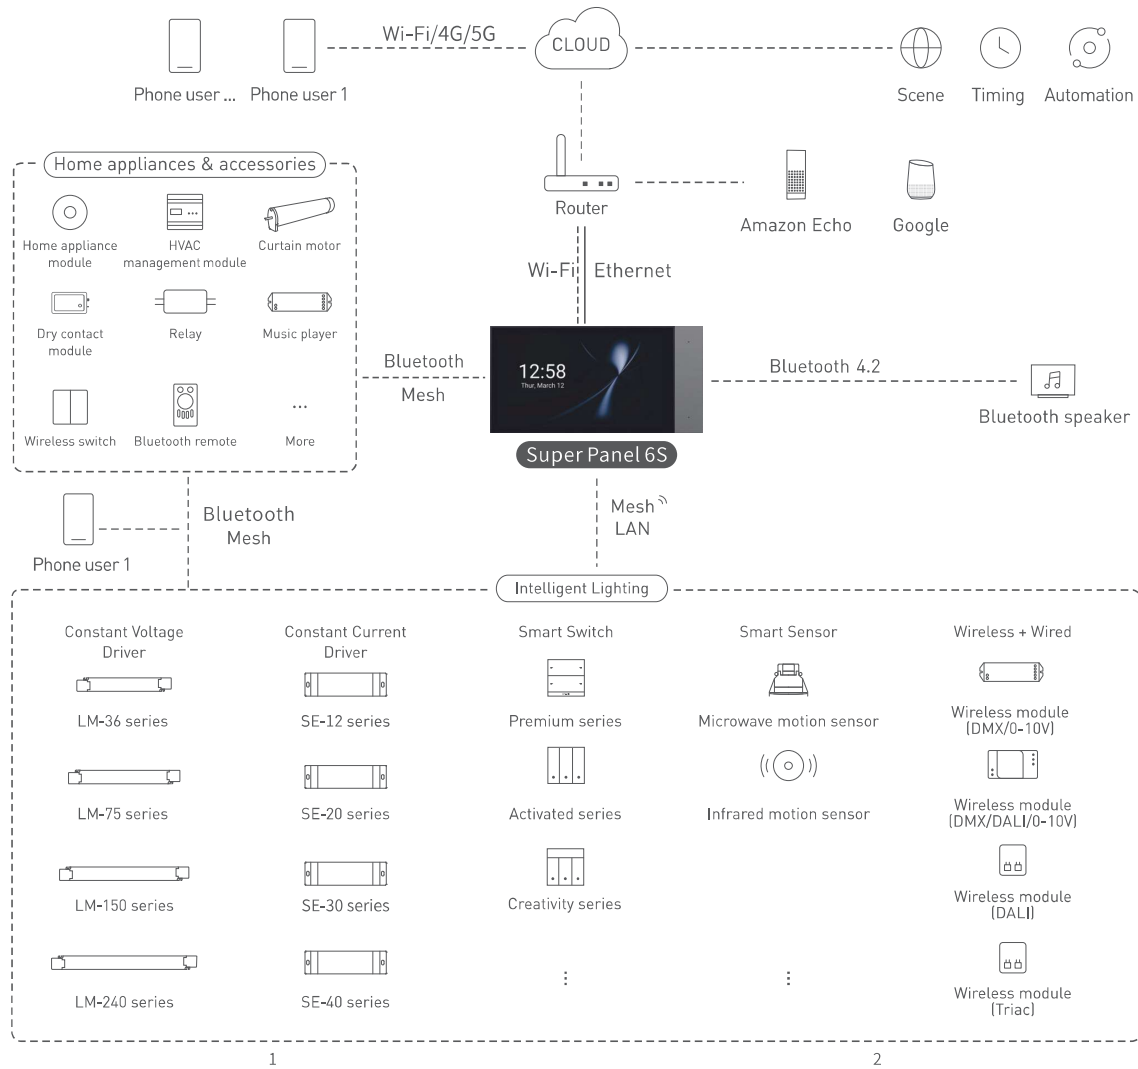 Wi-Fi/4G/5G
CLOUD
Phone user ...
Phone user 1
Scene
Timing
Automation
Home appliances & accessories
Router
Amazon Echo
Google
Home appliance
module
HVAC
management module
Curtain motor
Wi-Fi
Ethernet
Dry contact
module
Relay
Music player
Bluetooth
Mesh
12:58
Thur, March 12
Bluetooth 4.2
Bluetooth speaker
Wireless switch
Bluetooth remote
...
More
Super Panel 6S
Phone user 1
Bluetooth
Mesh
Mesh
LAN
Intelligent Lighting
Constant Voltage
Driver
LM-36 series
LM-75 series
LM-150 series
LM-240 series
Constant Current
Driver
SE-12 series
SE-20 series
SE-30 series
SE-40 series
Smart Switch
Premium series
Activated series
Creativity series
⋮
Smart Sensor
Microwave motion sensor
Infrared motion sensor
⋮
Wireless + Wired
Wireless module
(DMX/0-10V)
Wireless module
(DMX/DALI/0-10V)
Wireless module
(DALI)
Wireless module
(Triac)
1
2